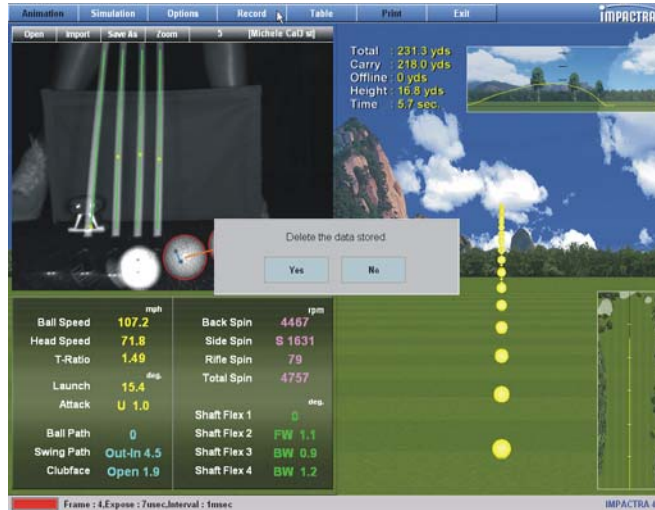 Animation Simulation Options Record Table Print Exit IMPACTRA
Open Import Save As Zoom 5 [Michele Cal3 st]
Total : 231.3 yds
Carry : 218.0 yds
Offline : 0 yds
Height : 16.8 yds
Time : 5.7 sec.
Delete the data stored
Yes No
mph
Ball Speed 107.2
Head Speed 71.8
T-Ratio 1.49
deg.
Launch 15.4
Attack U 1.0
Ball Path 0
Swing Path Out-In 4.5
Clubface Open 1.9
rpm
Back Spin 4467
Side Spin S 1631
Rifle Spin 79
Total Spin 4757
deg.
Shaft Flex 1 0
Shaft Flex 2 FW 1.1
Shaft Flex 3 BW 0.9
Shaft Flex 4 BW 1.2
Frame : 4,Expose : 7usec,Interval : 1msec
IMPACTRA